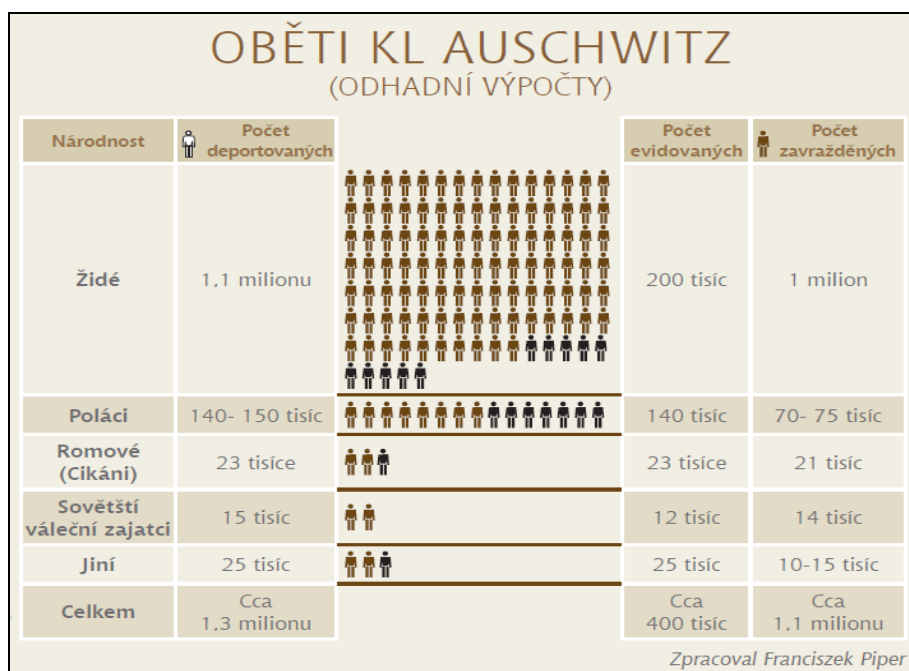 OBĚTI KL AUSCHWITZ
(ODHADNÍ VÝPOČTY)
Národnost
Počet
deportovaných
Počet
evidovaných
Počet
zavražděných
Židé
1,1 milionu
200 tisíc
1 milion
Poláci
140- 150 tisíc
140 tisíc
70- 75 tisíc
Romové
(Cikáni)
23 tisíce
23 tisíce
21 tisíc
Sovětští
váleční zajatci
15 tisíc
12 tisíc
14 tisíc
Jiní
25 tisíc
25 tisíc
10-15 tisíc
Celkem
Cca
1,3 milionu
Cca
400 tisíc
Cca
1,1 milionu
Zpracoval Franciszek Piper